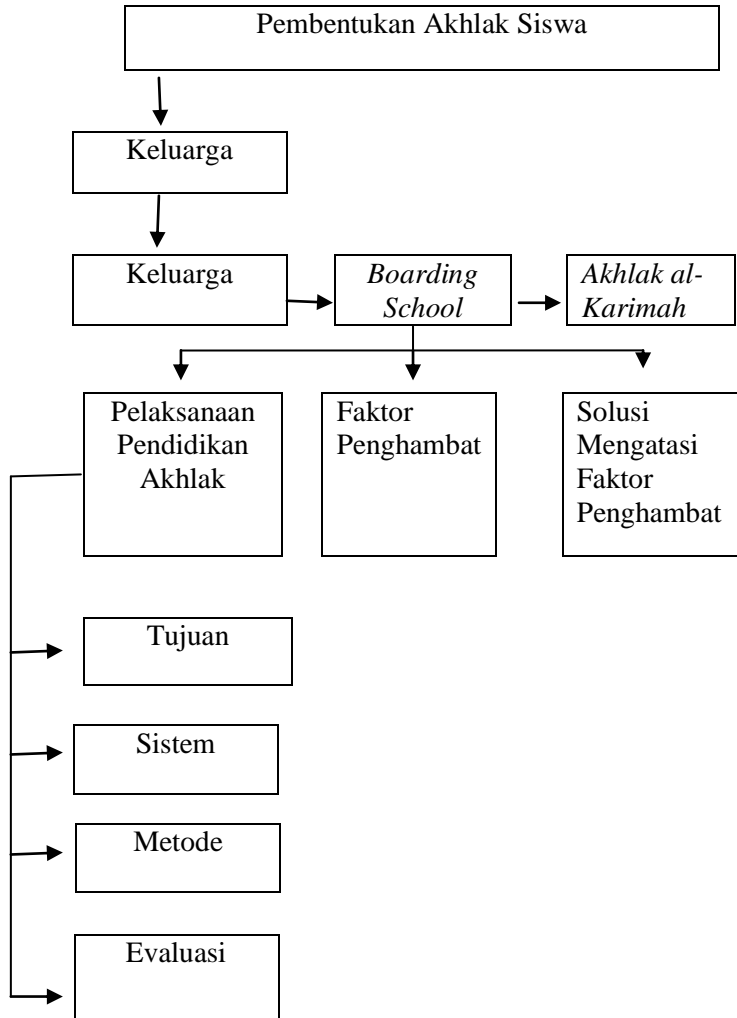 Pembentukan Akhlak Siswa
Keluarga
Keluarga
Boarding
School
Akhlak al-
Karimah
Pelaksanaan
Pendidikan
Akhlak
Faktor
Penghambat
Solusi
Mengatasi
Faktor
Penghambat
Tujuan
Sistem
Metode
Evaluasi